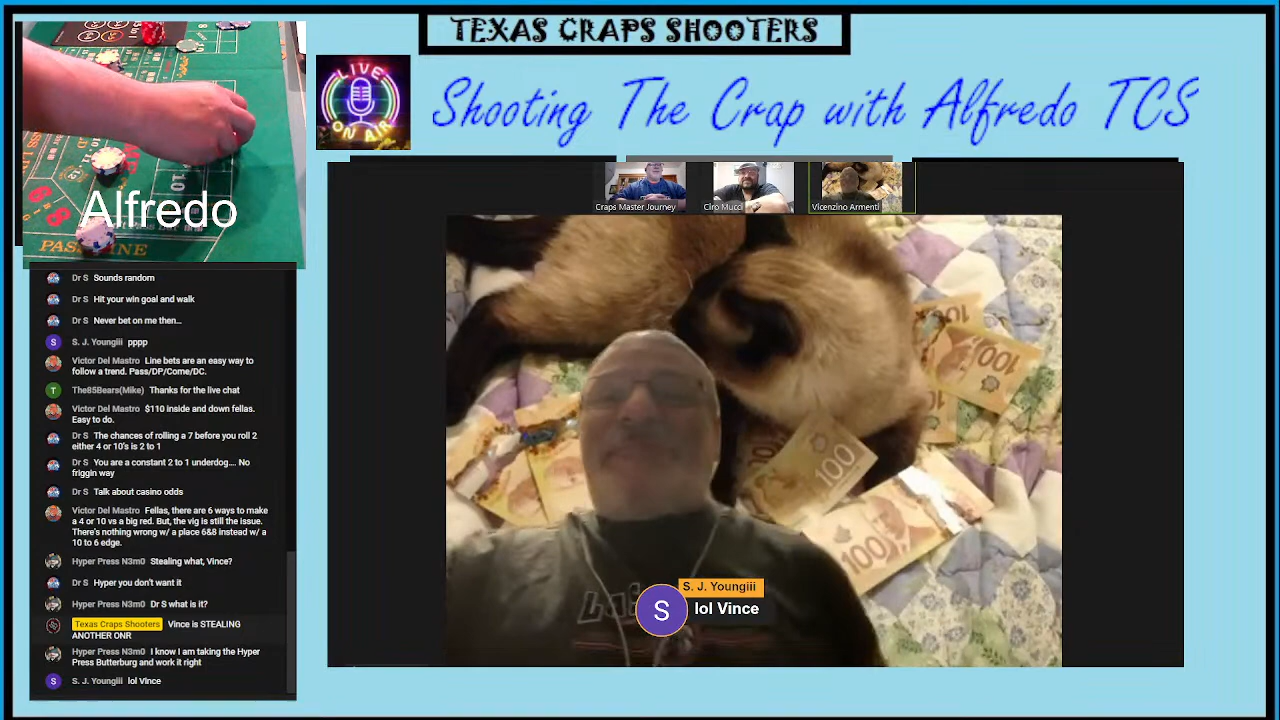 TEXAS CRAPS SHOOTERS
Shooting The Crap with Alfredo TCS
LIVE
ON AIR
10
Alfredo
PASS LINE
Craps Master Journey
Ciro Mucci
Vicenzino Armenti
Dr S Sounds random
Dr S Hit your win goal and walk
Dr S Never bet on me then...
S
S. J. Youngiii pppp
Victor Del Mastro Line bets are an easy way to
follow a trend. Pass/DP/Come/DC.
T
The85Bears(Mike) Thanks for the live chat
Victor Del Mastro $110 inside and down fellas.
Easy to do.
Dr S The chances of rolling a 7 before you roll 2
either 4 or 10's is 2 to 1
Dr S You are a constant 2 to 1 underdog.... No
friggin way
Dr S Talk about casino odds
Victor Del Mastro Fellas, there are 6 ways to make
a 4 or 10 vs a big red. But, the vig is still the issue.
There's nothing wrong w/ a place 6&8 instead w/ a
10 to 6 edge.
Hyper Press N3m0 Stealing what, Vince?
Dr S Hyper you don't want it
Hyper Press N3m0 Dr S what is it?
Texas Craps Shooters Vince is STEALING
ANOTHER ONR
Hyper Press N3m0 I know I am taking the Hyper
Press Butterburg and work it right
S
S. J. Youngiii lol Vince
100
100
100
100
S. J. Youngiii
S
lol Vince